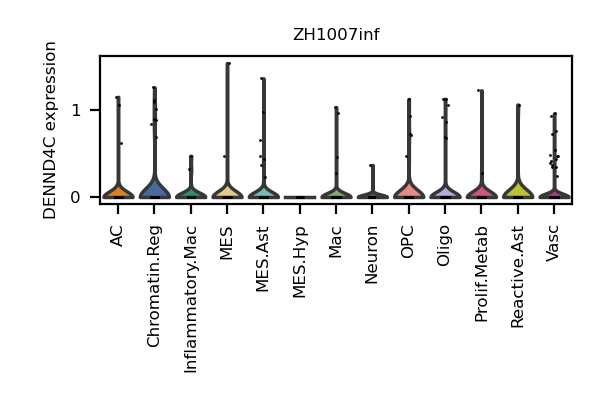 ZH1007inf
DENND4C expression
1
0
AC
Chromatin.Reg
Inflammatory.Mac
MES
MES.Ast
MES.Hyp
Mac
Neuron
OPC
Oligo
Prolif.Metab
Reactive.Ast
Vasc